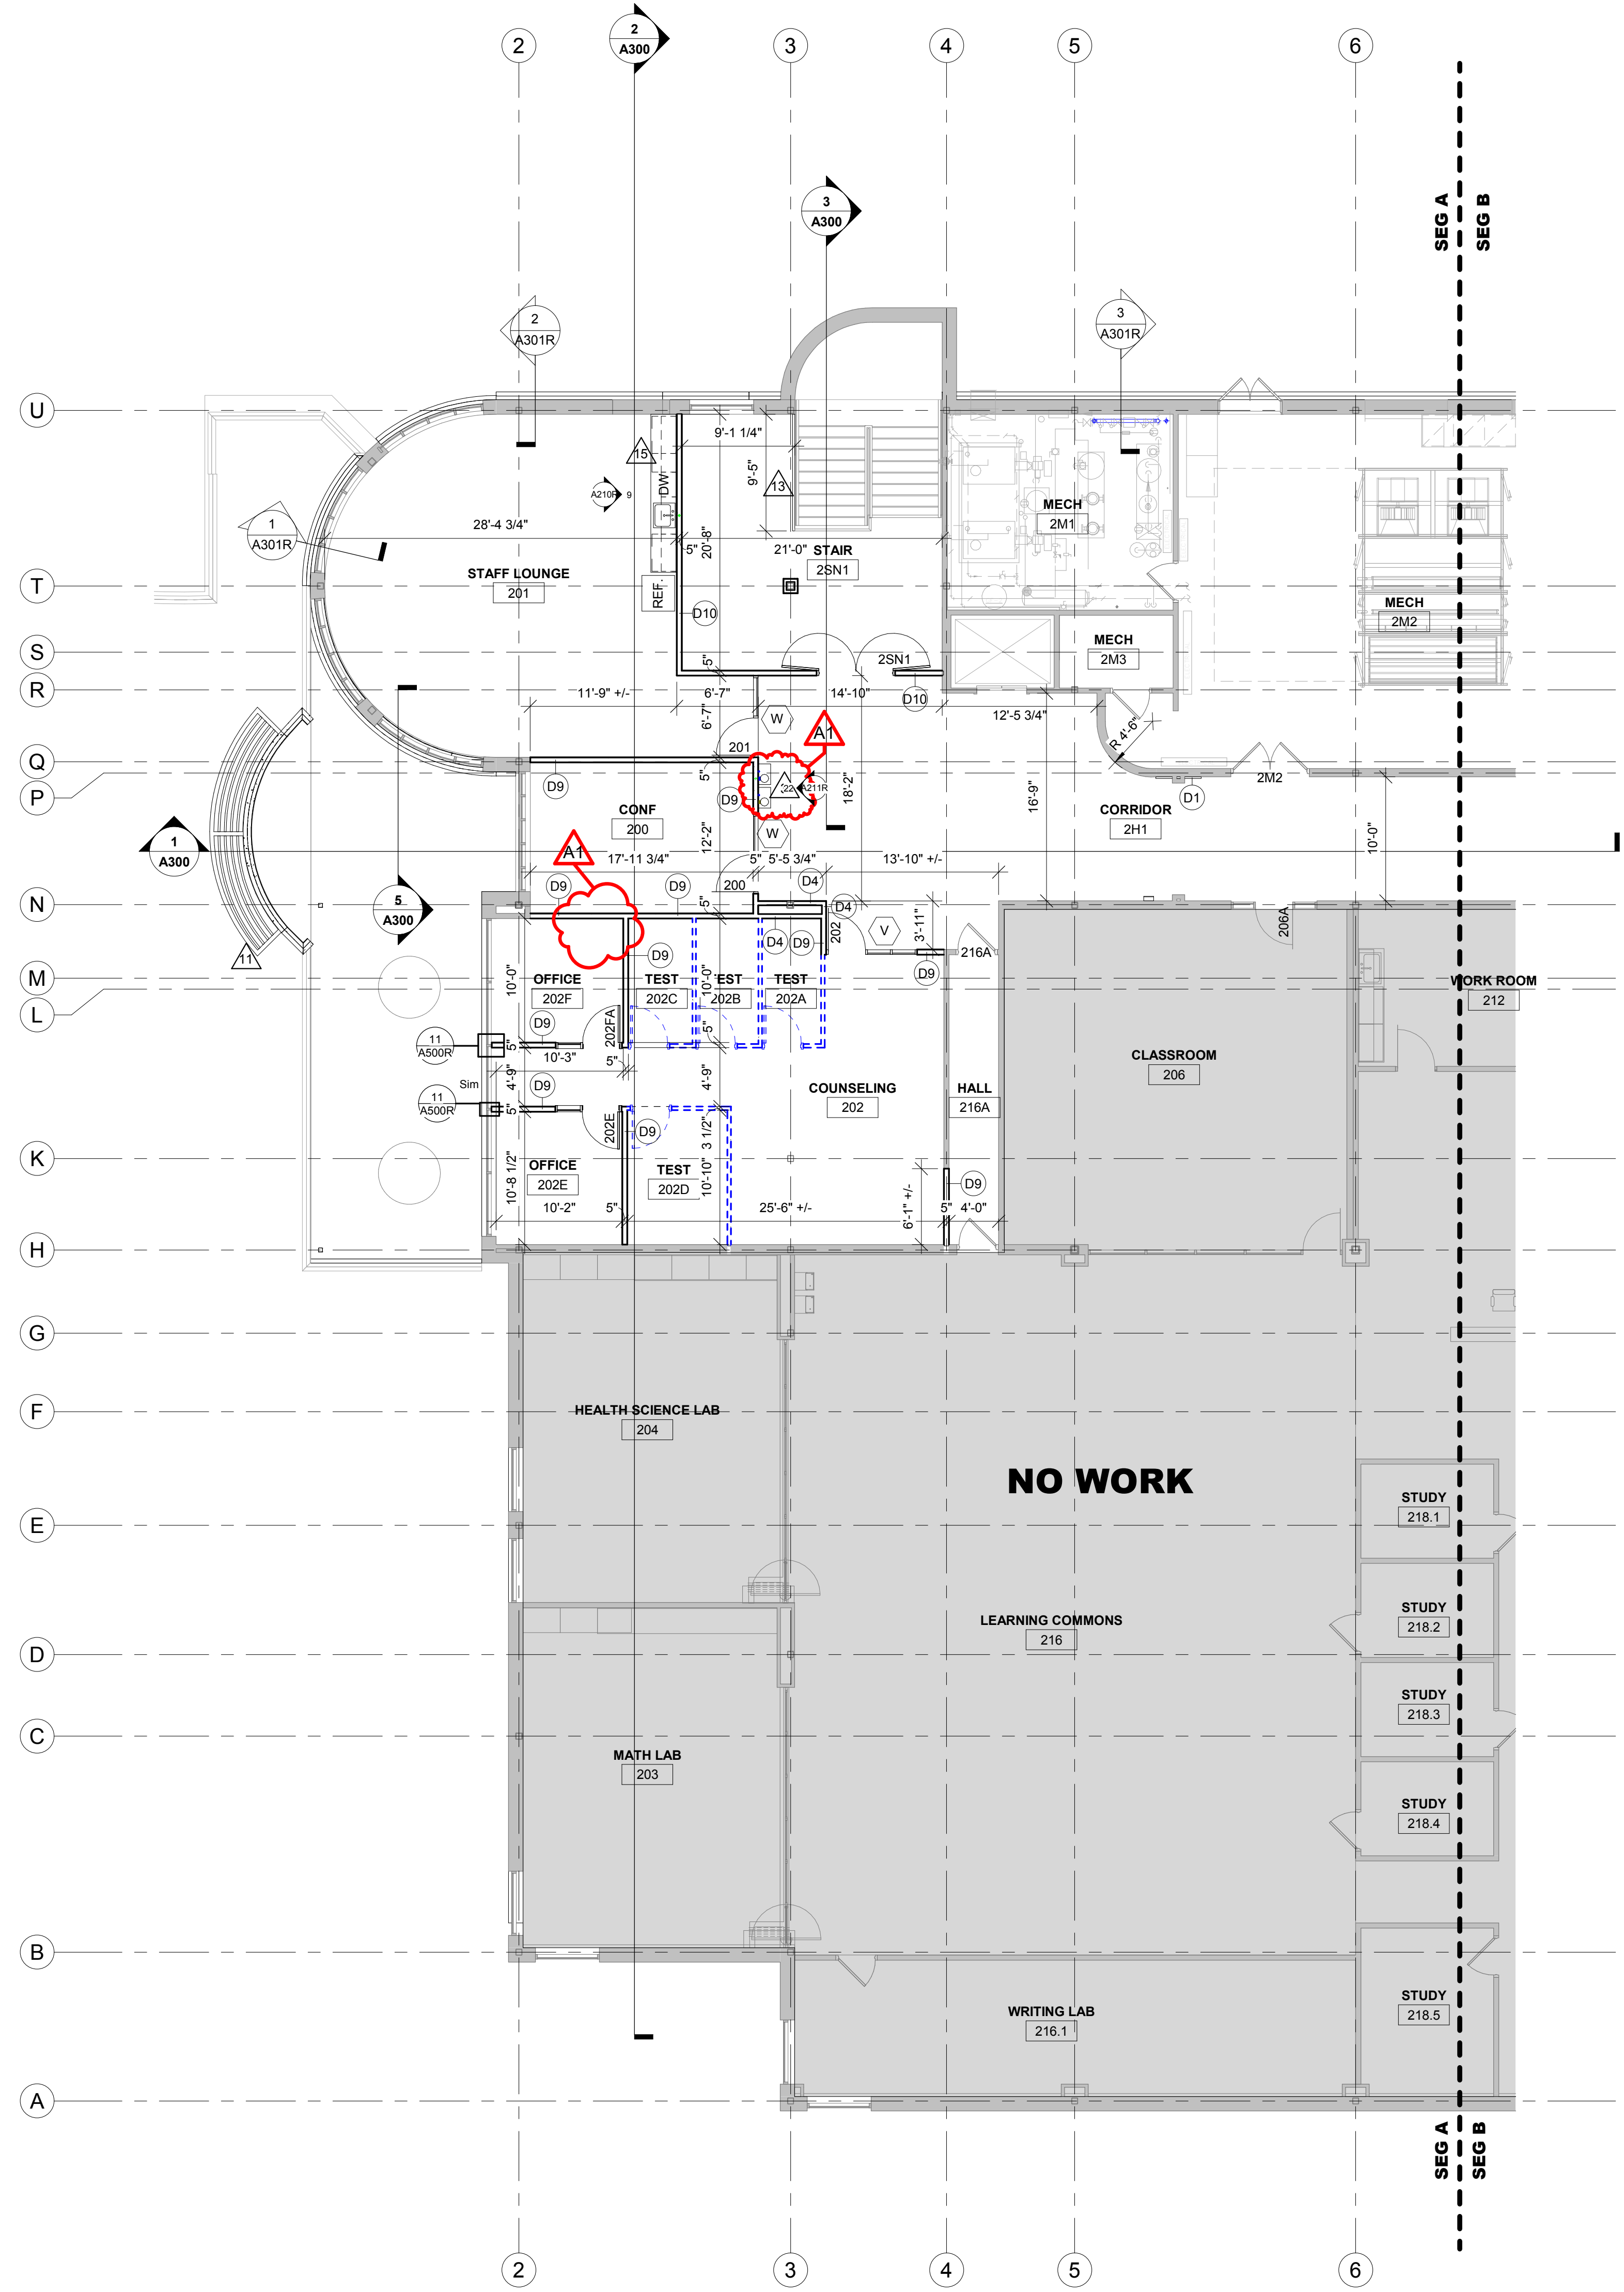 2
A300
2
3
4
5
6
SEG A
SEG B
3
A300
2
A301R
3
A301R
U
9'-1 1/4"
15
9'-5"
13
DW
A210R
9
MECH
2M1
1
A301R
28'-4 3/4"
5"
20'-8"
21'-0"
STAIR
2SN1
STAFF LOUNGE
201
REF.
T
D10
MECH
2M2
MECH
2M3
S
5"
2SN1
R
11'-9" +/-
6'-7"
14'-10"
D10
12'-5 3/4"
6'-7"
W
A1
R 4'-6"
201
Q
5"
D9
D9
22
A211R
18'-2"
16'-9"
2M2
P
D1
CONF
200
CORRIDOR
2H1
W
12'-2"
10'-0"
1
A300
A1
17'-11 3/4"
5"
5'-5 3/4"
13'-10" +/-
D9
D9
200
D4
5
A300
N
5"
D4
3'-11"
206A
D4
D9
202
V
216A
11
D9
D9
M
10'-0"
OFFICE
202F
TEST
202C
10'-0"
TEST
202B
TEST
202A
WORK ROOM
212
L
D9
202FA
5"
11
A500R
5"
10'-3"
5"
CLASSROOM
206
Sim
4'-9"
D9
4'-9"
COUNSELING
202
HALL
216A
11
A500R
5"
202E
D9
3 1/2"
K
10'-8 1/2"
OFFICE
202E
TEST
202D
10'-10"
D9
10'-2"
5"
25'-6" +/-
6'-1" +/-
5"
4'-0"
H
G
F
HEALTH SCIENCE LAB
204
NO WORK
STUDY
218.1
E
STUDY
218.2
LEARNING COMMONS
216
D
STUDY
218.3
C
MATH LAB
203
STUDY
218.4
B
STUDY
218.5
WRITING LAB
216.1
A
SEG A
SEG B
2
3
4
5
6